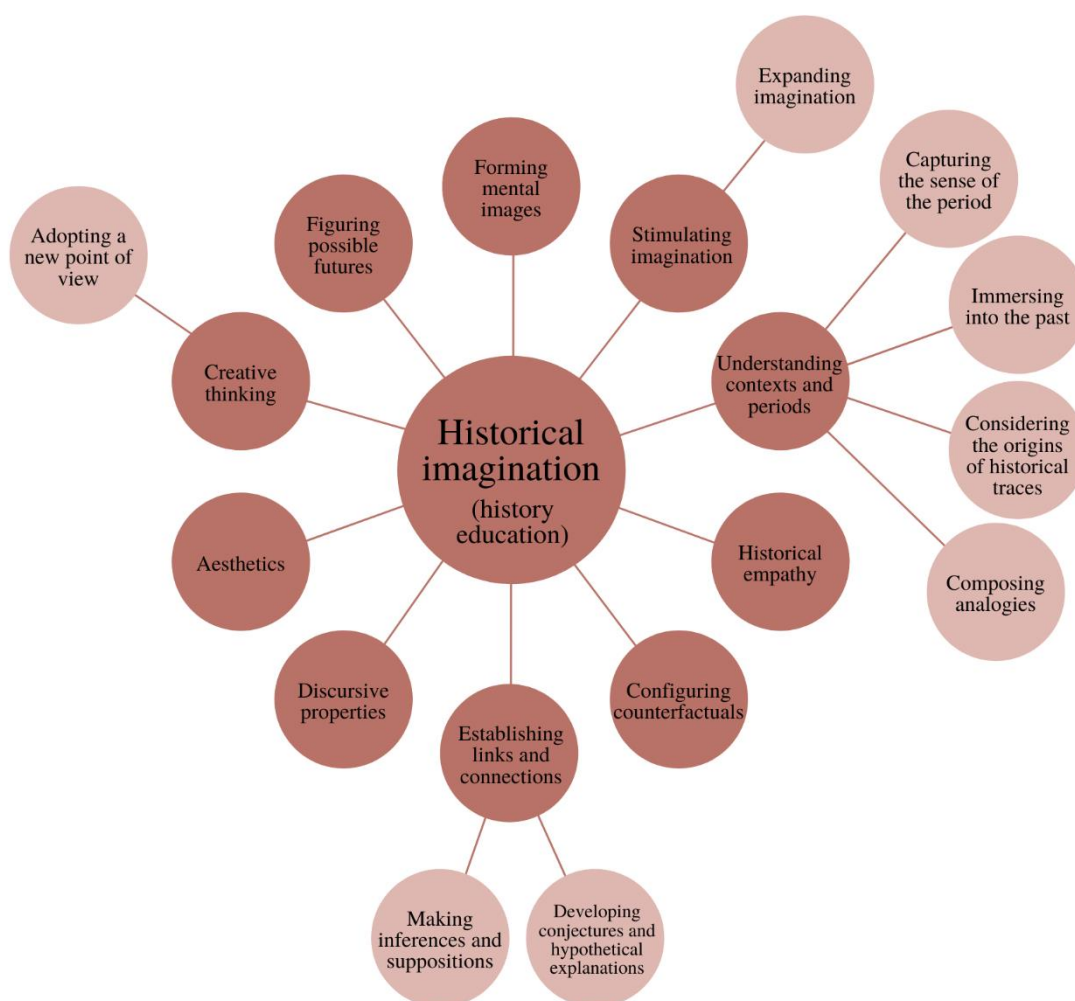 Expanding
imagination
Forming
mental
images
Capturing
the sense of
the period
Figuring
possible
futures
Stimulating
imagination
Adopting a
new point of
view
Immersing
into the past
Creative
thinking
Understanding
contexts and
periods
Historical
imagination
(history
education)
Considering
the origins
of historical
traces
Aesthetics
Historical
empathy
Composing
analogies
Discursive
properties
Configuring
counterfactuals
Establishing
links and
connections
Making
inferences and
suppositions
Developing
conjectures and
hypothetical
explanations